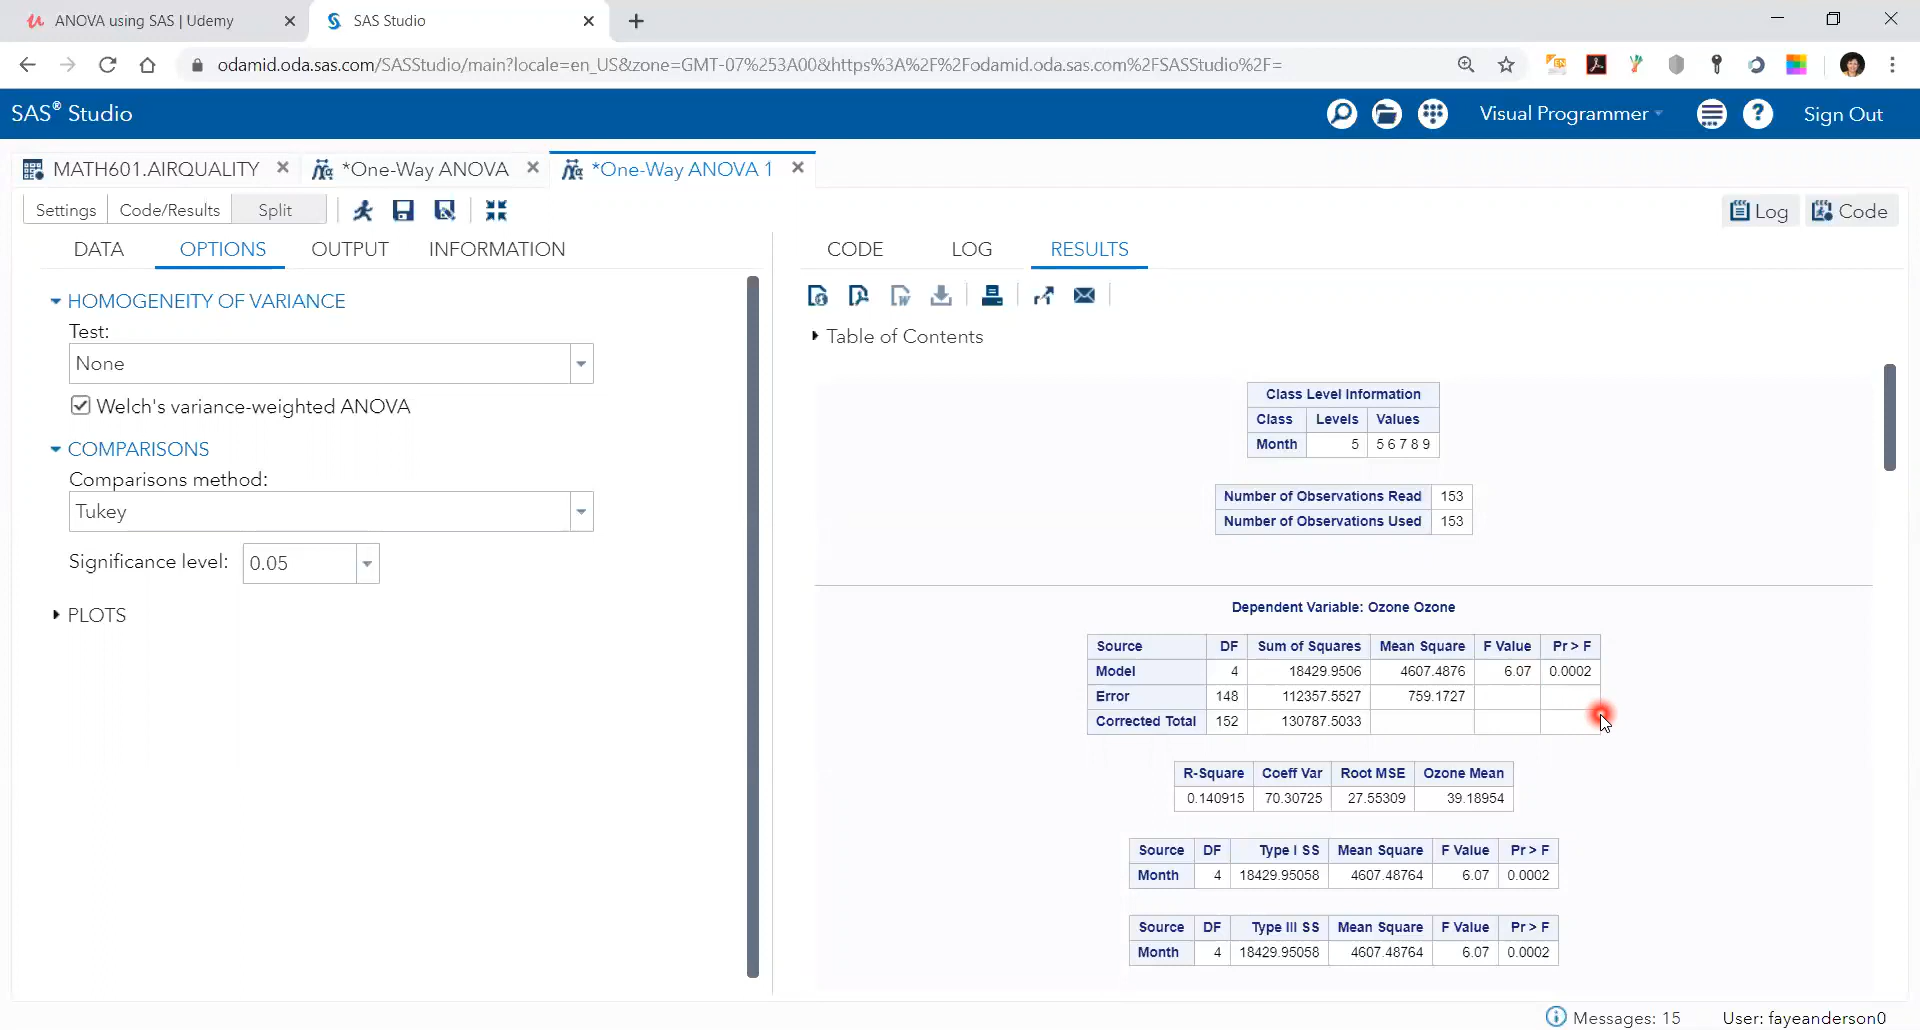 ANOVA using SAS | Udemy
SAS Studio
odamid.oda.sas.com/SASStudio/main?locale=en_US&zone=GMT-07%253A00&https%3A%2F%2Fodamid.oda.sas.com%2FSASStudio%2F=
SAS® Studio
Visual Programmer
Sign Out
MATH601.AIRQUALITY
*One-Way ANOVA
*One-Way ANOVA 1
Settings Code/Results Split
Log Code
DATA OPTIONS OUTPUT INFORMATION
HOMOGENEITY OF VARIANCE
Test:
None
Welch's variance-weighted ANOVA
COMPARISONS
Comparisons method:
Tukey
Significance level: 0.05
PLOTS
CODE LOG RESULTS
Table of Contents
Class Level Information
Class Levels Values
Month 5 5 6 7 8 9
Number of Observations Read 153
Number of Observations Used 153
Dependent Variable: Ozone Ozone
Source DF Sum of Squares Mean Square F Value Pr > F
Model 4 18429.9506 4607.4876 6.07 0.0002
Error 148 112357.5527 759.1727
Corrected Total 152 130787.5033
R-Square Coeff Var Root MSE Ozone Mean
0.140915 70.30725 27.55309 39.18954
Source DF Type I SS Mean Square F Value Pr > F
Month 4 18429.95058 4607.48764 6.07 0.0002
Source DF Type III SS Mean Square F Value Pr > F
Month 4 18429.95058 4607.48764 6.07 0.0002
Messages: 15
User: fayeanderson0